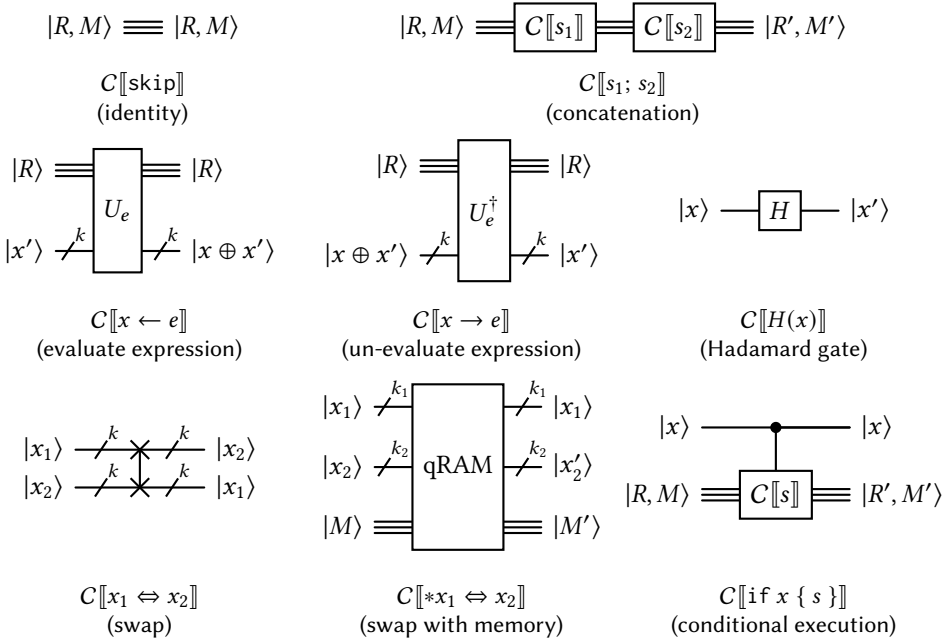 |R, M⟩ |R, M⟩
C⟦skip⟧
(identity)
|R, M⟩ C⟦s₁⟧ C⟦s₂⟧ |R′, M′⟩
C⟦s₁; s₂⟧
(concatenation)
|R⟩ |R⟩
U_e
|x′⟩ k k |x ⊕ x′⟩
C⟦x ← e⟧
(evaluate expression)
|R⟩ |R⟩
U_e^†
|x ⊕ x′⟩ k k |x′⟩
C⟦x → e⟧
(un-evaluate expression)
|x⟩ H |x′⟩
C⟦H(x)⟧
(Hadamard gate)
|x₁⟩ k k |x₂⟩
|x₂⟩ k k |x₁⟩
C⟦x₁ ⇔ x₂⟧
(swap)
|x₁⟩ k₁ k₁ |x₁⟩
|x₂⟩ k₂ qRAM k₂ |x₂′⟩
|M⟩ |M′⟩
C⟦*x₁ ⇔ x₂⟧
(swap with memory)
|x⟩ |x⟩
|R, M⟩ C⟦s⟧ |R′, M′⟩
C⟦if x { s }⟧
(conditional execution)